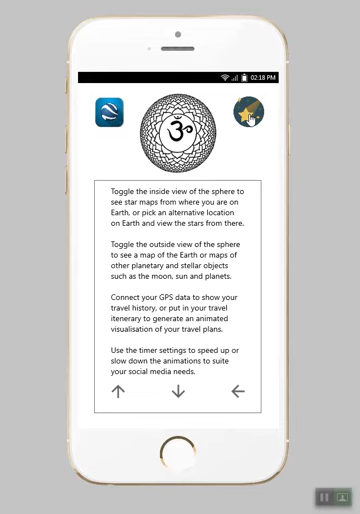 02:18 PM
ॐ
Toggle the inside view of the sphere to
see star maps from where you are on
Earth, or pick an alternative location
on Earth and view the stars from there.
Toggle the outside view of the sphere
to see a map of the Earth or maps of
other planetary and stellar objects
such as the moon, sun and planets.
Connect your GPS data to show your
travel history, or put in your travel
itenerary to generate an animated
visualisation of your travel plans.
Use the timer settings to speed up or
slow down the animations to suite
your social media needs.